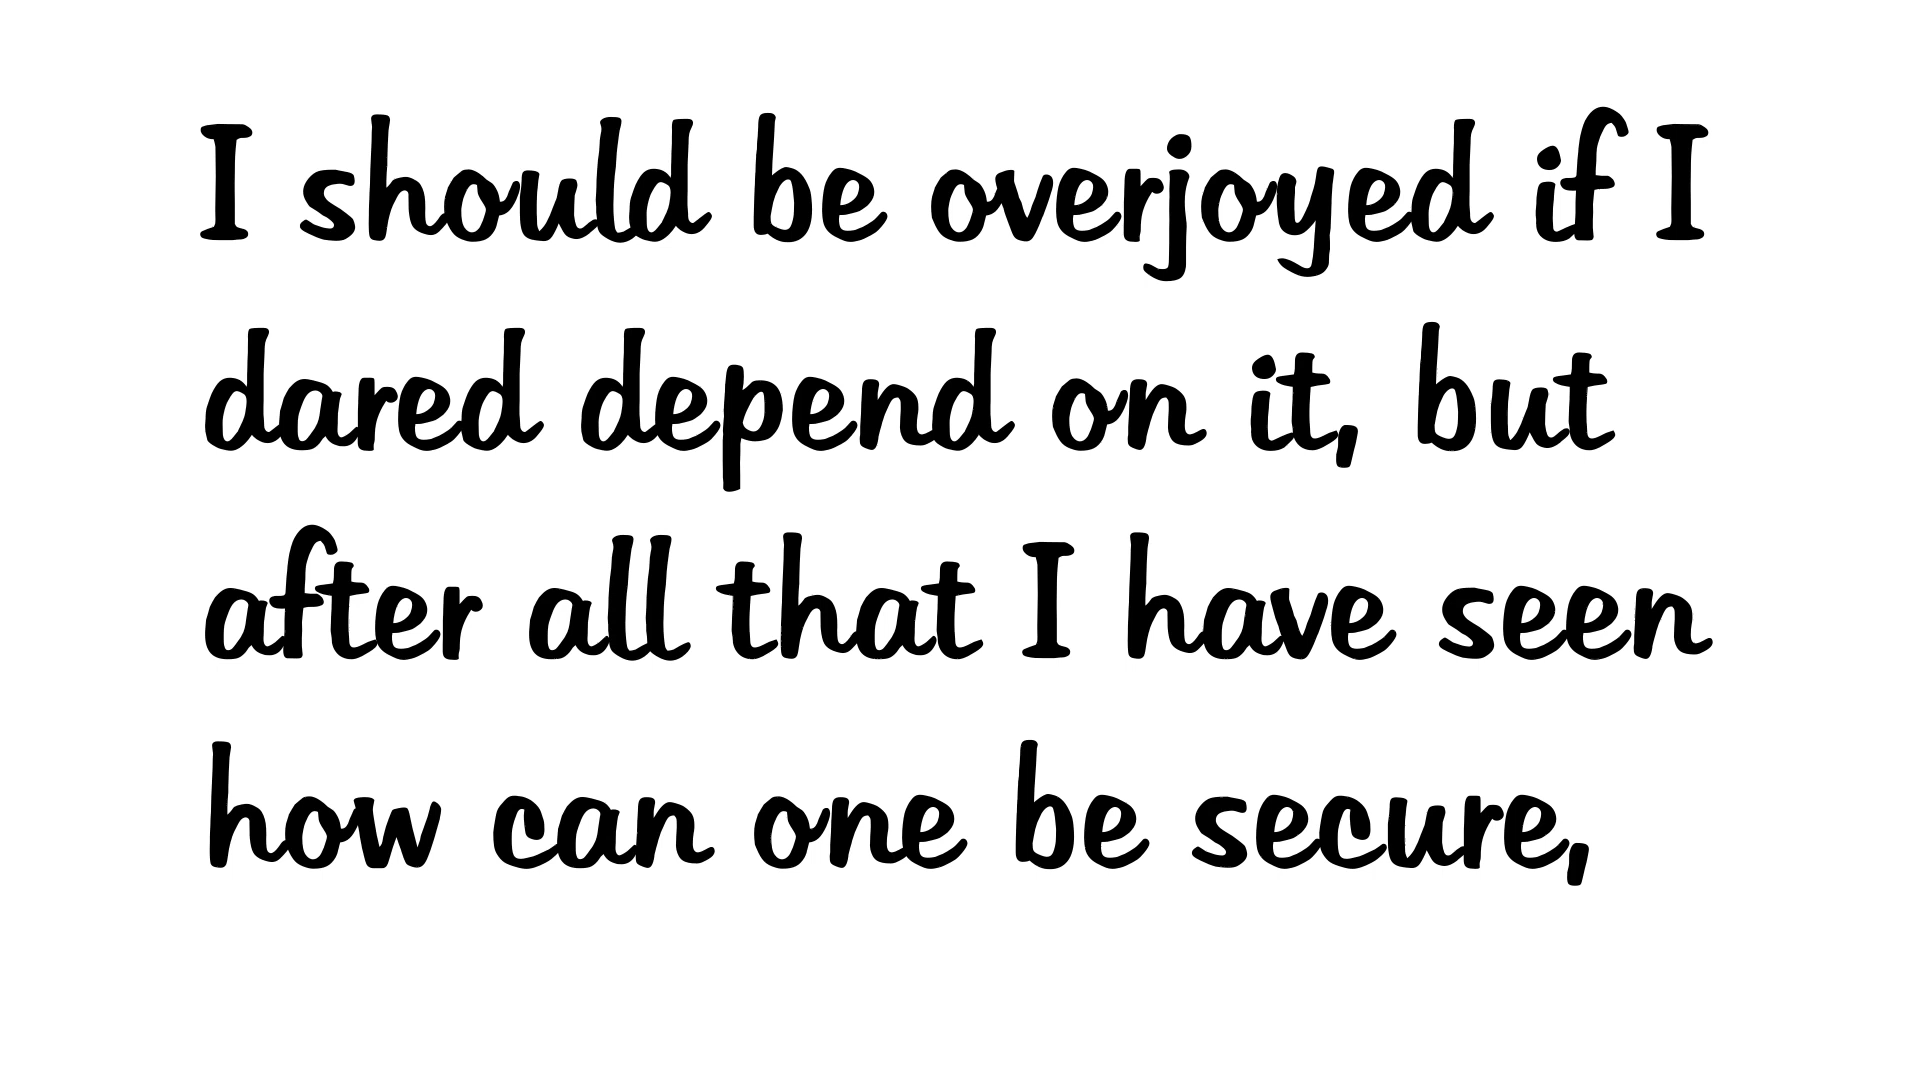 I should be overjoyed if I
dared depend on it, but
after all that I have seen
how can one be secure,